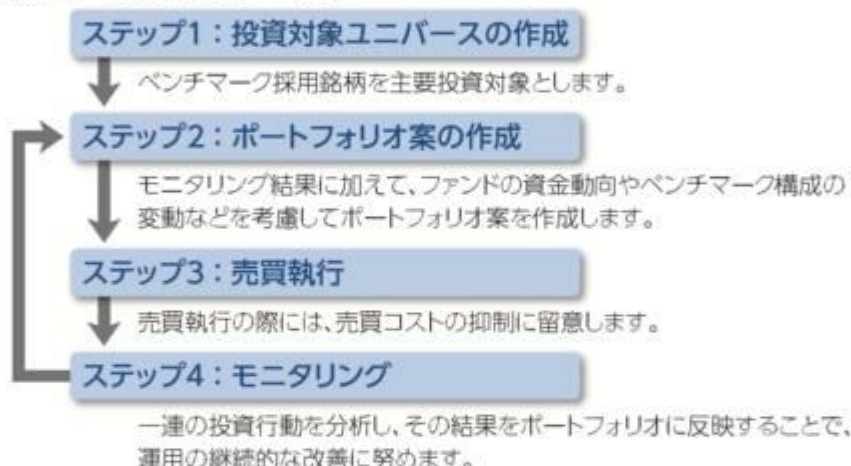 ステップ1:投資対象ユニバースの作成
ベンチマーク採用銘柄を主要投資対象とします。
ステップ2:ポートフォリオ案の作成
モニタリング結果に加えて、ファンドの資金動向やベンチマーク構成の
変動などを考慮してポートフォリオ案を作成します。
ステップ3:売買執行
売買執行の際には、売買コストの抑制に留意します。
ステップ4:モニタリング
一連の投資行動を分析し、その結果をポートフォリオに反映することで、
運用の継続的な改善に努めます。